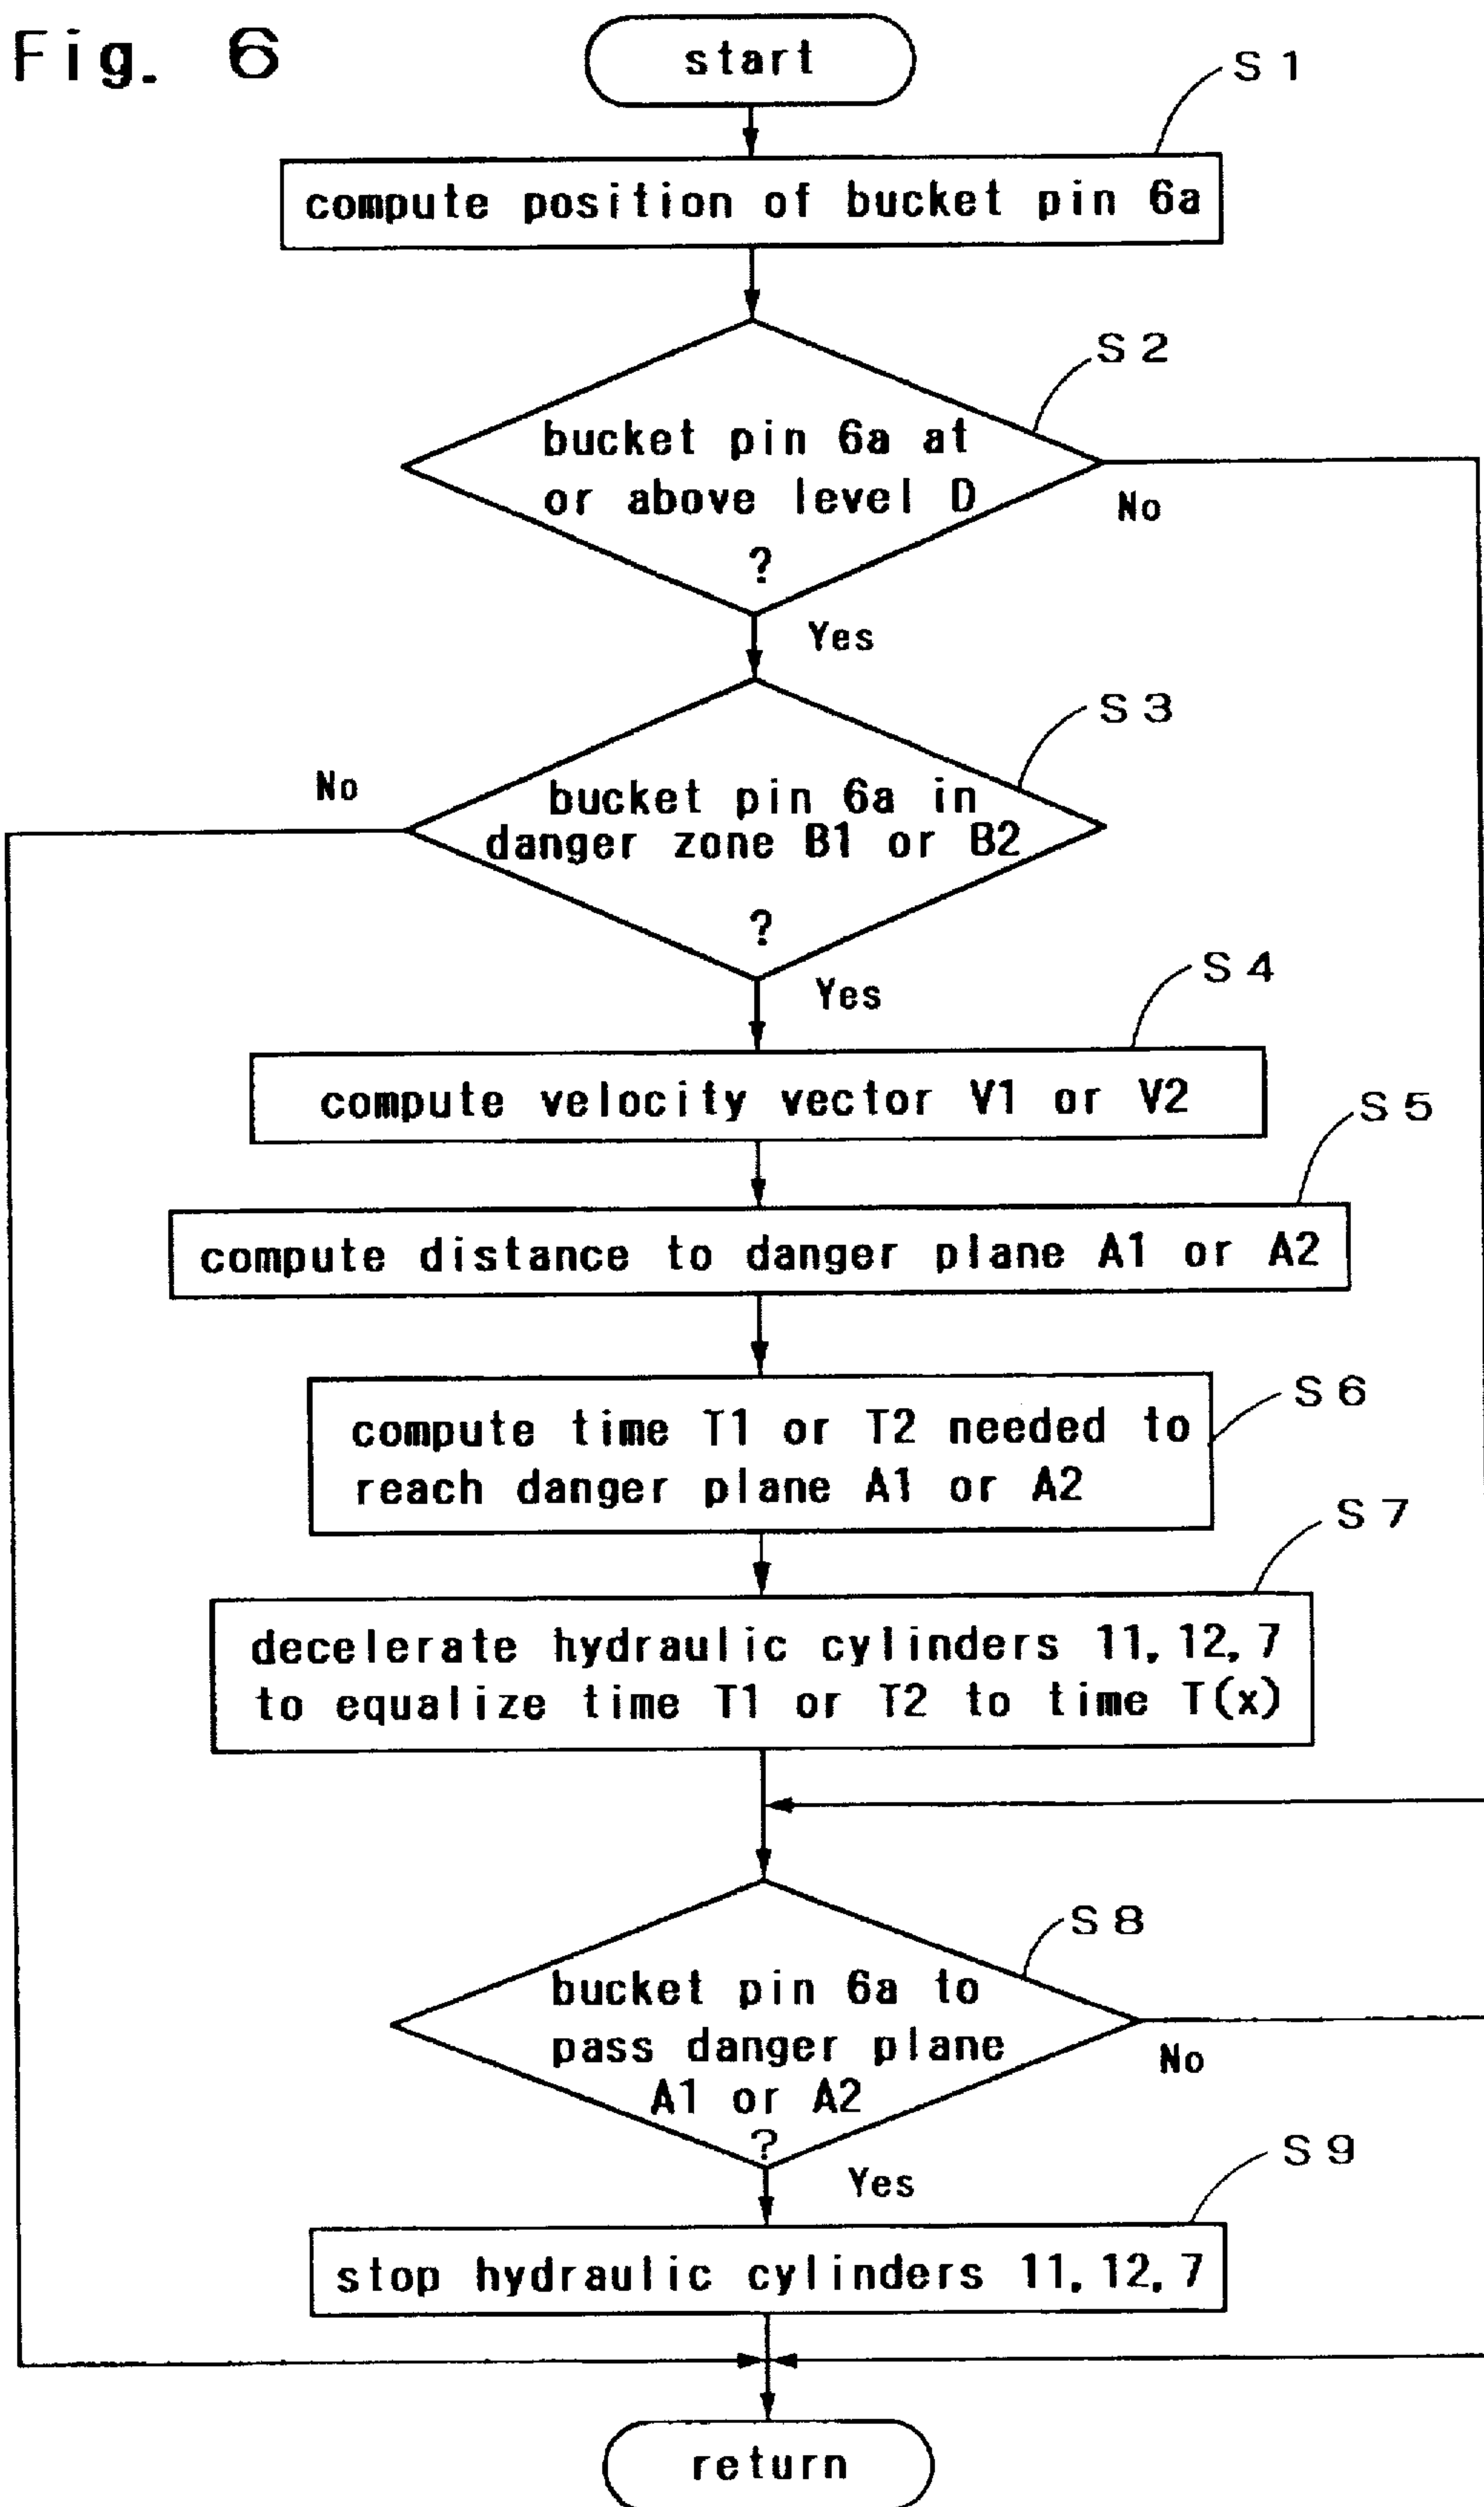 Fig. 6
start
S1
compute position of bucket pin 6a
S2
bucket pin 6a at
or above level D
?
No
Yes
S3
No
bucket pin 6a in
danger zone B1 or B2
?
Yes
S4
compute velocity vector V1 or V2
S5
compute distance to danger plane A1 or A2
S6
compute time T1 or T2 needed to
reach danger plane A1 or A2
S7
decelerate hydraulic cylinders 11, 12, 7
to equalize time T1 or T2 to time T(x)
S8
bucket pin 6a to
pass danger plane
A1 or A2
?
No
Yes
S9
stop hydraulic cylinders 11, 12, 7
return